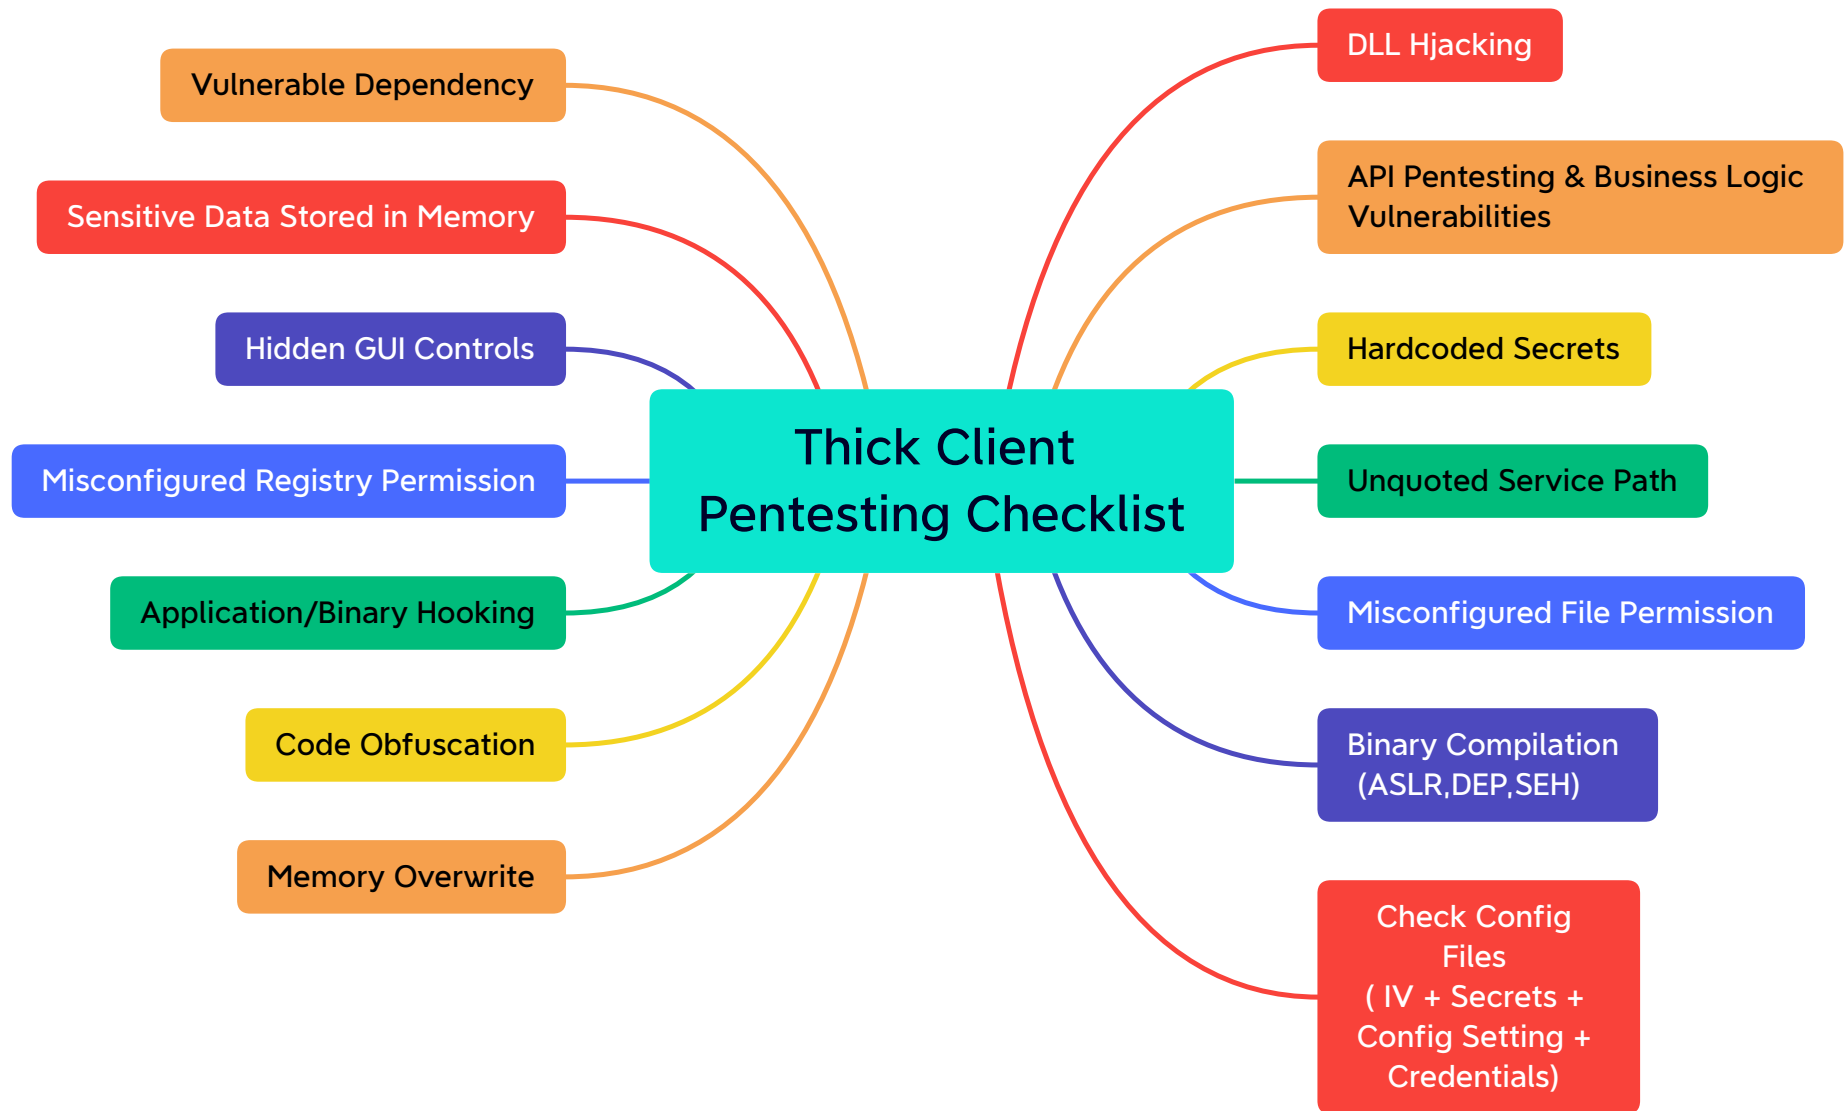 Thick Client
Pentesting Checklist
Vulnerable Dependency
Sensitive Data Stored in Memory
Hidden GUI Controls
Misconfigured Registry Permission
Application/Binary Hooking
Code Obfuscation
Memory Overwrite
DLL Hjacking
API Pentesting & Business Logic
Vulnerabilities
Hardcoded Secrets
Unquoted Service Path
Misconfigured File Permission
Binary Compilation
(ASLR,DEP,SEH)
Check Config
Files
( IV + Secrets +
Config Setting +
Credentials)